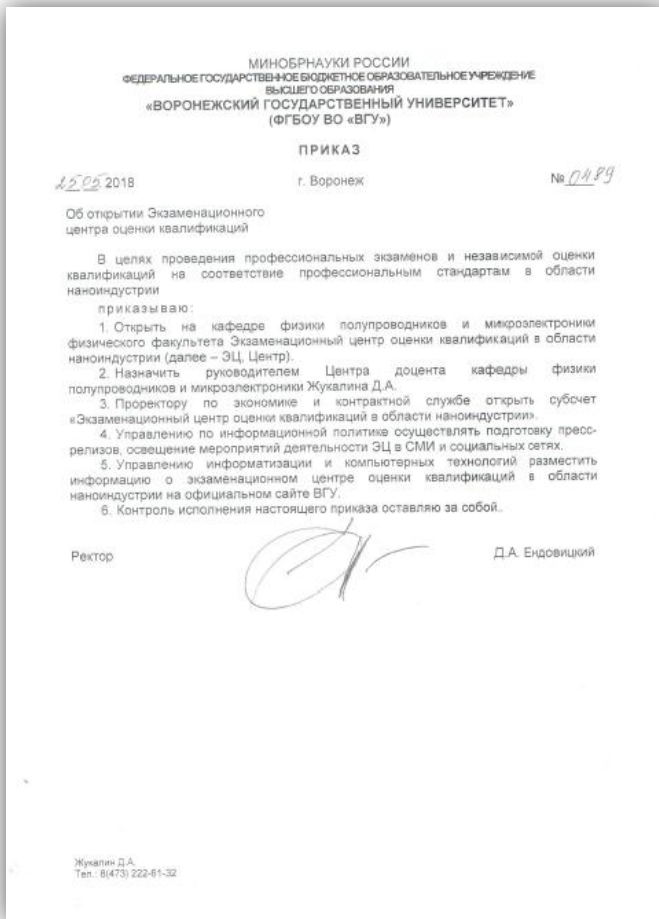 МИНОБРНАУКИ РОССИИ
ФЕДЕРАЛЬНОЕ ГОСУДАРСТВЕННОЕ БЮДЖЕТНОЕ ОБРАЗОВАТЕЛЬНОЕ УЧРЕЖДЕНИЕ
ВЫСШЕГО ОБРАЗОВАНИЯ
«ВОРОНЕЖСКИЙ ГОСУДАРСТВЕННЫЙ УНИВЕРСИТЕТ»
(ФГБОУ ВО «ВГУ»)
ПРИКАЗ
25.05.2018 г. Воронеж № 0489
Об открытии Экзаменационного
центра оценки квалификаций
В целях проведения профессиональных экзаменов и независимой оценки
квалификаций на соответствие профессиональным стандартам в области
наноиндустрии
приказываю:
1. Открыть на кафедре физики полупроводников и микроэлектроники
физического факультета Экзаменационный центр оценки квалификаций в области
наноиндустрии (далее – ЭЦ, Центр).
2. Назначить руководителем Центра доцента кафедры физики
полупроводников и микроэлектроники Жукалина Д.А.
3. Проректору по экономике и контрактной службе открыть субсчет
«Экзаменационный центр оценки квалификаций в области наноиндустрии».
4. Управлению по информационной политике осуществлять подготовку пресс-
релизов, освещение мероприятий деятельности ЭЦ в СМИ и социальных сетях.
5. Управлению информатизации и компьютерных технологий разместить
информацию о экзаменационном центре оценки квалификаций в области
наноиндустрии на официальном сайте ВГУ.
6. Контроль исполнения настоящего приказа оставляю за собой.
Ректор Д.А. Ендовицкий
Жукалин Д.А.
Тел.: 8(473) 222-61-32